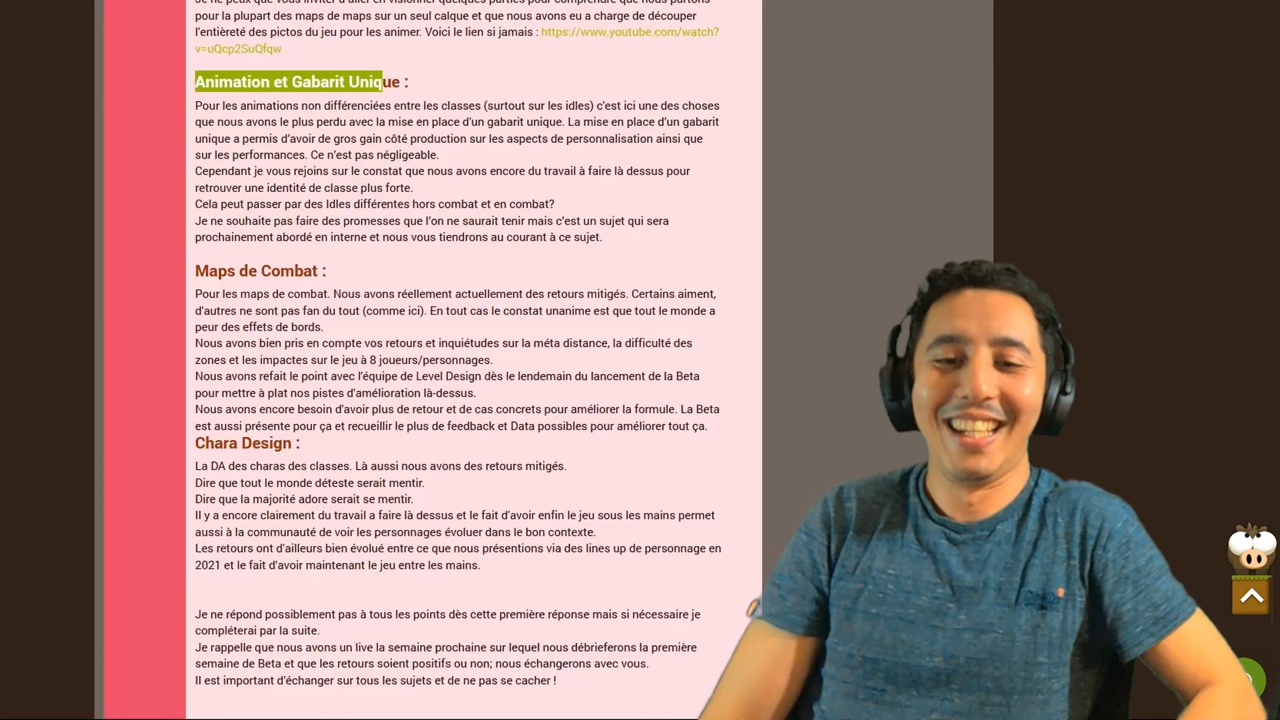 pour la plupart des maps de maps sur un seul calque et que nous avons eu a charge de découper
l'entièreté des pictos du jeu pour les animer. Voici le lien si jamais : https://www.youtube.com/watch?
v=uQcp2SuQfqw
Animation et Gabarit Unique :
Pour les animations non différenciées entre les classes (surtout sur les idles) c'est ici une des choses
que nous avons le plus perdu avec la mise en place d'un gabarit unique. La mise en place d'un gabarit
unique a permis d'avoir de gros gain côté production sur les aspects de personnalisation ainsi que
sur les performances. Ce n'est pas négligeable.
Cependant je vous rejoins sur le constat que nous avons encore du travail à faire là dessus pour
retrouver une identité de classe plus forte.
Cela peut passer par des Idles différentes hors combat et en combat?
Je ne souhaite pas faire des promesses que l'on ne saurait tenir mais c'est un sujet qui sera
prochainement abordé en interne et nous vous tiendrons au courant à ce sujet.
Maps de Combat :
Pour les maps de combat. Nous avons réellement actuellement des retours mitigés. Certains aiment,
d'autres ne sont pas fan du tout (comme ici). En tout cas le constat unanime est que tout le monde a
peur des effets de bords.
Nous avons bien pris en compte vos retours et inquiétudes sur la méta distance, la difficulté des
zones et les impactes sur le jeu à 8 joueurs/personnages.
Nous avons refait le point avec l'équipe de Level Design dès le lendemain du lancement de la Beta
pour mettre à plat nos pistes d'amélioration là-dessus.
Nous avons encore besoin d'avoir plus de retour et de cas concrets pour améliorer la formule. La Beta
est aussi présente pour ça et recueillir le plus de feedback et Data possibles pour améliorer tout ça.
Chara Design :
La DA des charas des classes. Là aussi nous avons des retours mitigés.
Dire que tout le monde déteste serait mentir.
Dire que la majorité adore serait se mentir.
Il y a encore clairement du travail a faire là dessus et le fait d'avoir enfin le jeu sous les mains permet
aussi à la communauté de voir les personnages évoluer dans le bon contexte.
Les retours ont d'ailleurs bien évolué entre ce que nous présentions via des lines up de personnage en
2021 et le fait d'avoir maintenant le jeu entre les mains.
Je ne répond possiblement pas à tous les points dès cette première réponse mais si nécessaire je
complèterai par la suite.
Je rappelle que nous avons un live la semaine prochaine sur lequel nous débrieferons la première
semaine de Beta et que les retours soient positifs ou non; nous échangerons avec vous.
Il est important d'échanger sur tous les sujets et de ne pas se cacher !